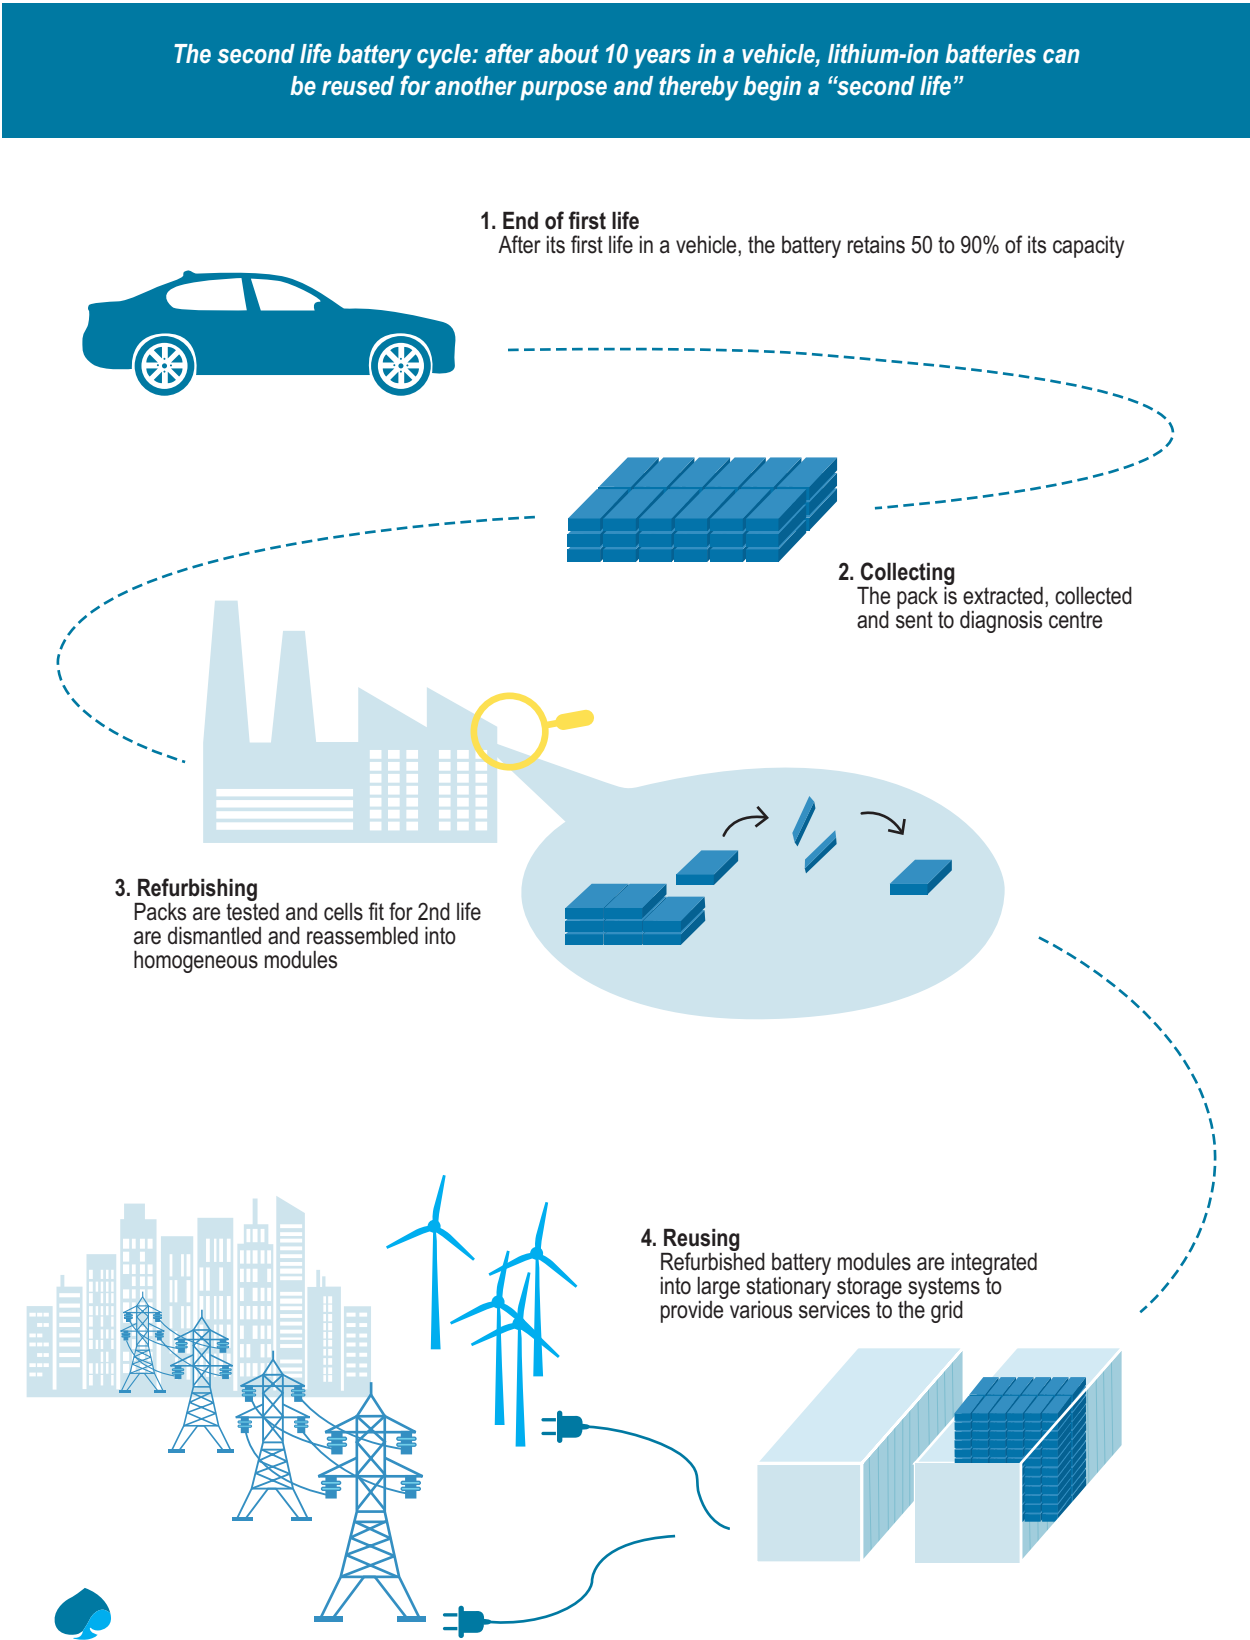 The second life battery cycle: after about 10 years in a vehicle, lithium-ion batteries can
be reused for another purpose and thereby begin a “second life”
1. End of first life
After its first life in a vehicle, the battery retains 50 to 90% of its capacity
2. Collecting
The pack is extracted, collected
and sent to diagnosis centre
3. Refurbishing
Packs are tested and cells fit for 2nd life
are dismantled and reassembled into
homogeneous modules
4. Reusing
Refurbished battery modules are integrated
into large stationary storage systems to
provide various services to the grid